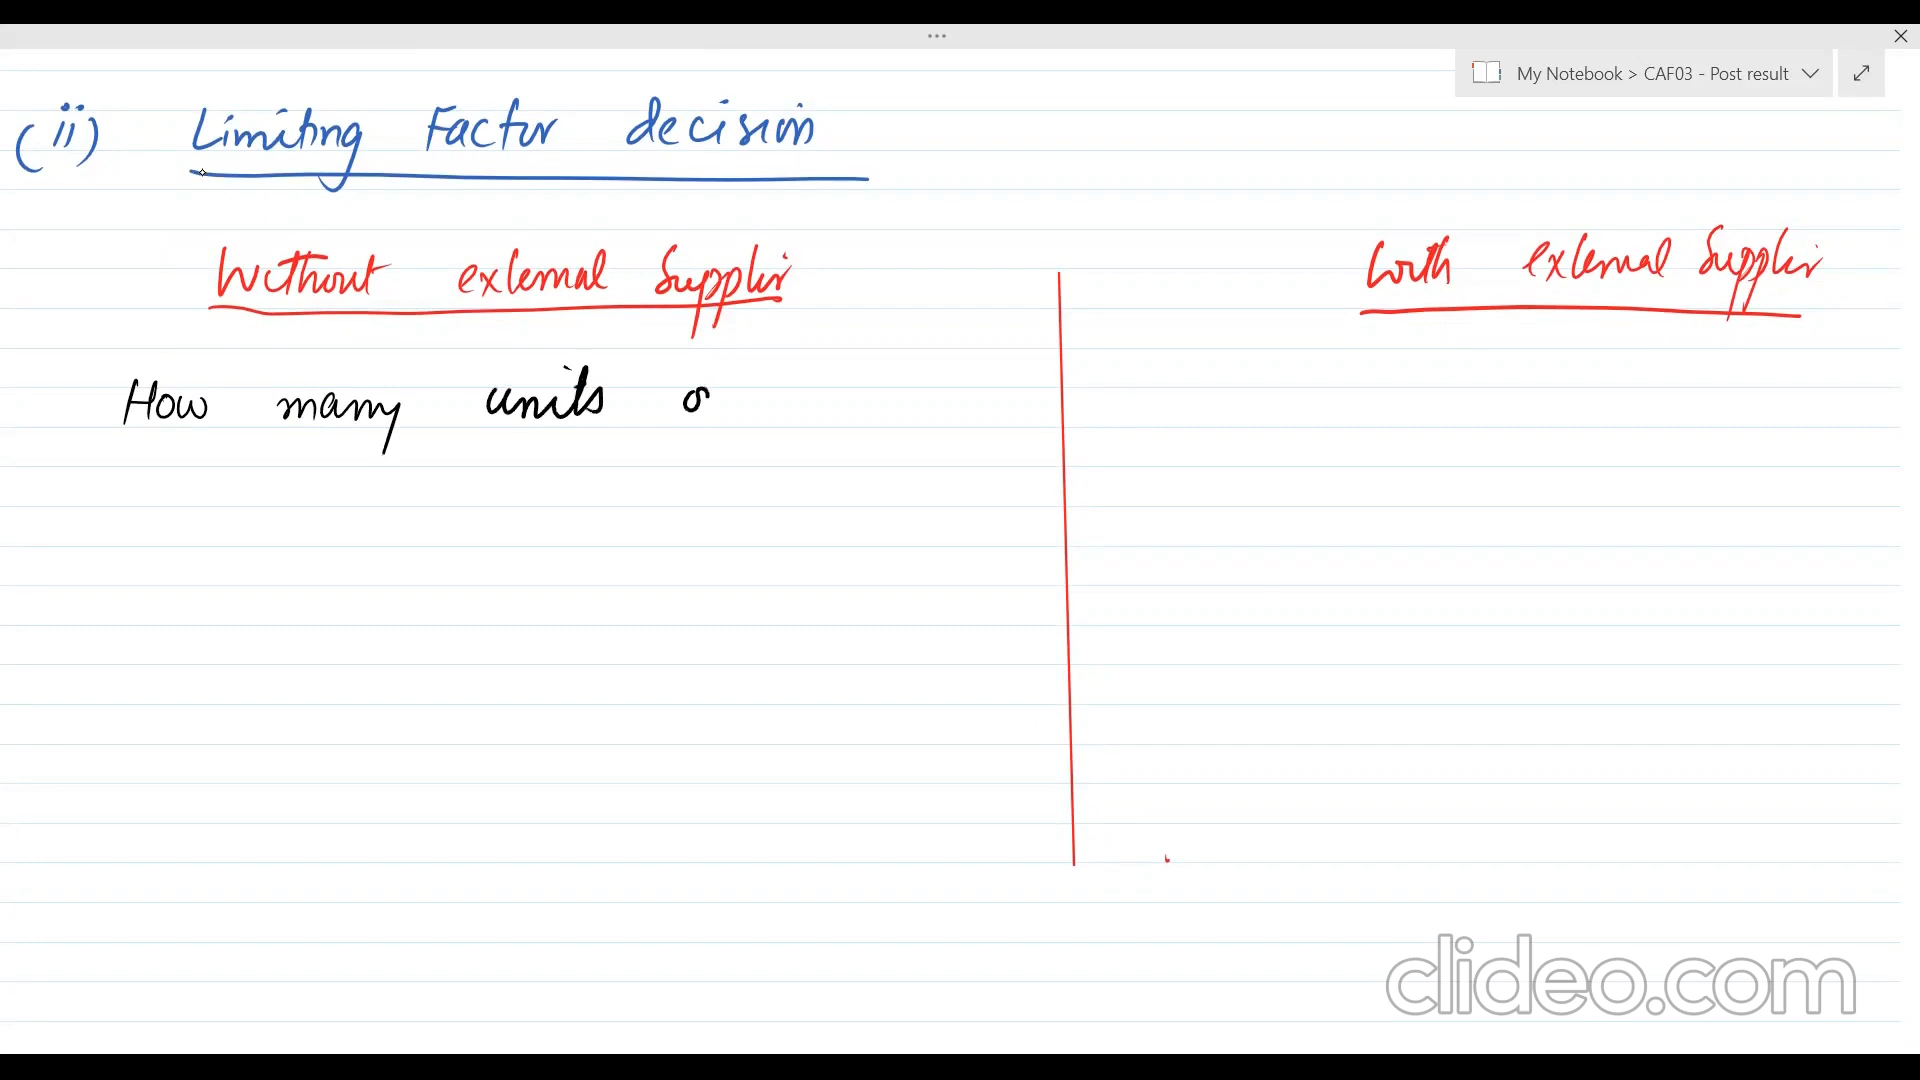 ...
My Notebook > CAF03 - Post result
(ii) Limiting Factor decision
Without external Supplier
With external Supplier
How many units o
clideo.com